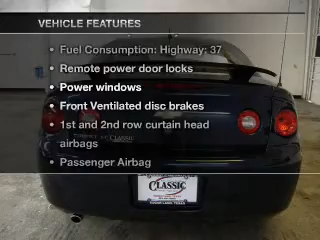 VEHICLE FEATURES
• Fuel Consumption: Highway: 37
• Remote power door locks
• Power windows
• Front Ventilated disc brakes
• 1st and 2nd row curtain head
airbags
• Passenger Airbag
CLASSIC